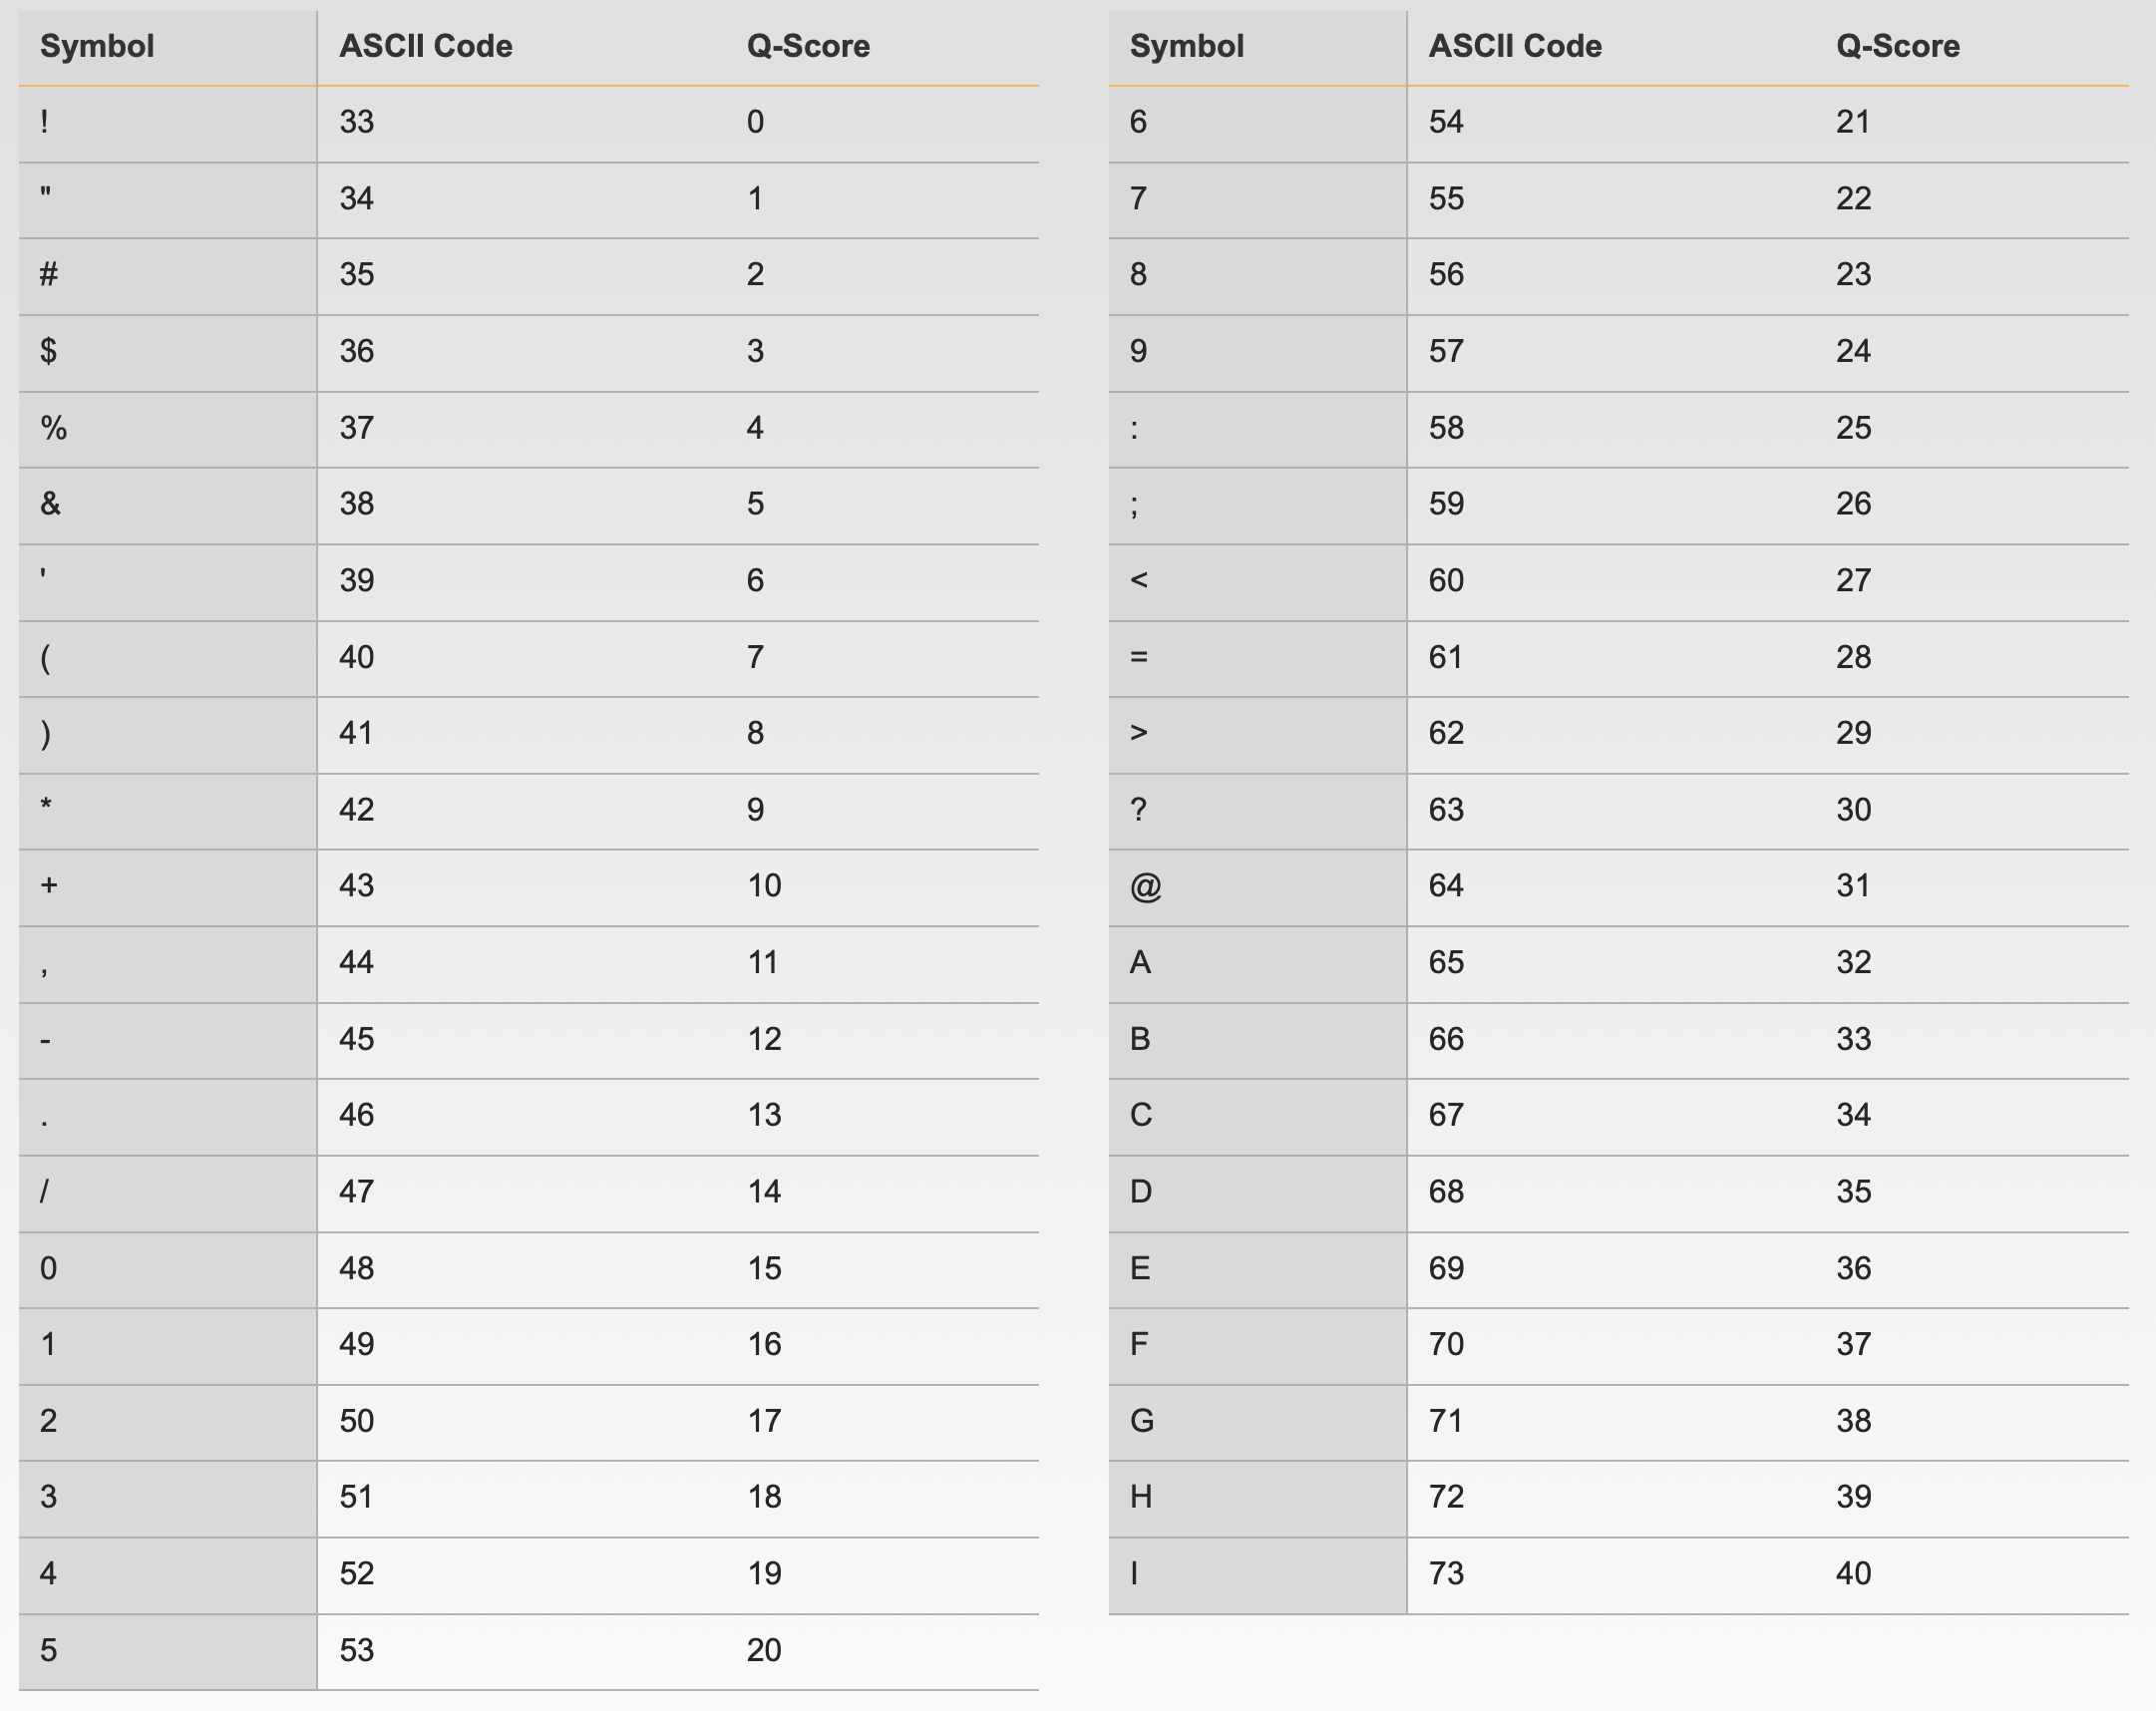 Symbol ASCII Code Q-Score
! 33 0
" 34 1
# 35 2
$ 36 3
% 37 4
& 38 5
' 39 6
( 40 7
) 41 8
* 42 9
+ 43 10
, 44 11
- 45 12
. 46 13
/ 47 14
0 48 15
1 49 16
2 50 17
3 51 18
4 52 19
5 53 20
Symbol ASCII Code Q-Score
6 54 21
7 55 22
8 56 23
9 57 24
: 58 25
; 59 26
< 60 27
= 61 28
> 62 29
? 63 30
@ 64 31
A 65 32
B 66 33
C 67 34
D 68 35
E 69 36
F 70 37
G 71 38
H 72 39
I 73 40